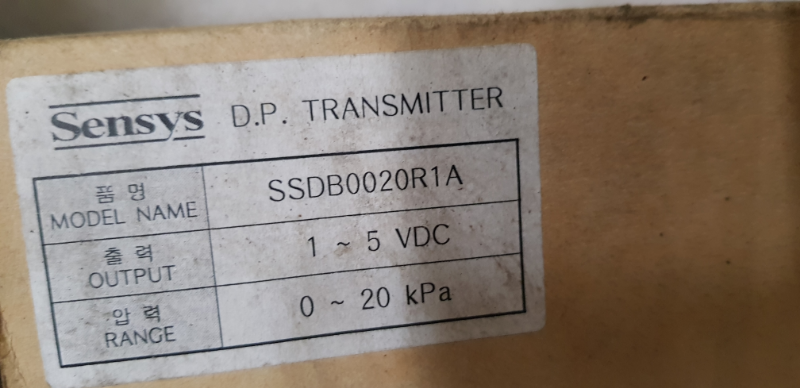 Sensys D.P. TRANSMITTER
품 명
MODEL NAME
SSDB0020R1A
출 력
OUTPUT
1 ~ 5 VDC
압 력
RANGE
0 ~ 20 kPa